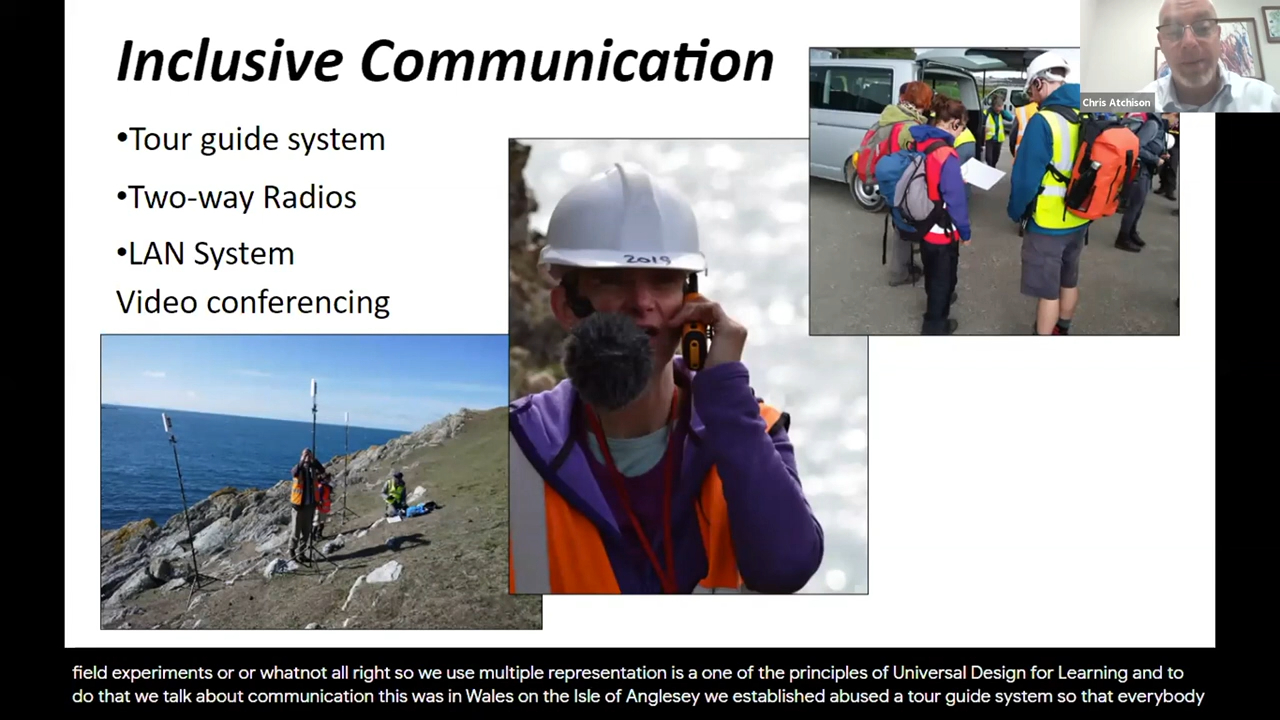 Inclusive Communication
•Tour guide system
•Two-way Radios
•LAN System
Video conferencing
2019
Chris Atchison
field experiments or or whatnot all right so we use multiple representation is a one of the principles of Universal Design for Learning and to
do that we talk about communication this was in Wales on the Isle of Anglesey we established abused a tour guide system so that everybody